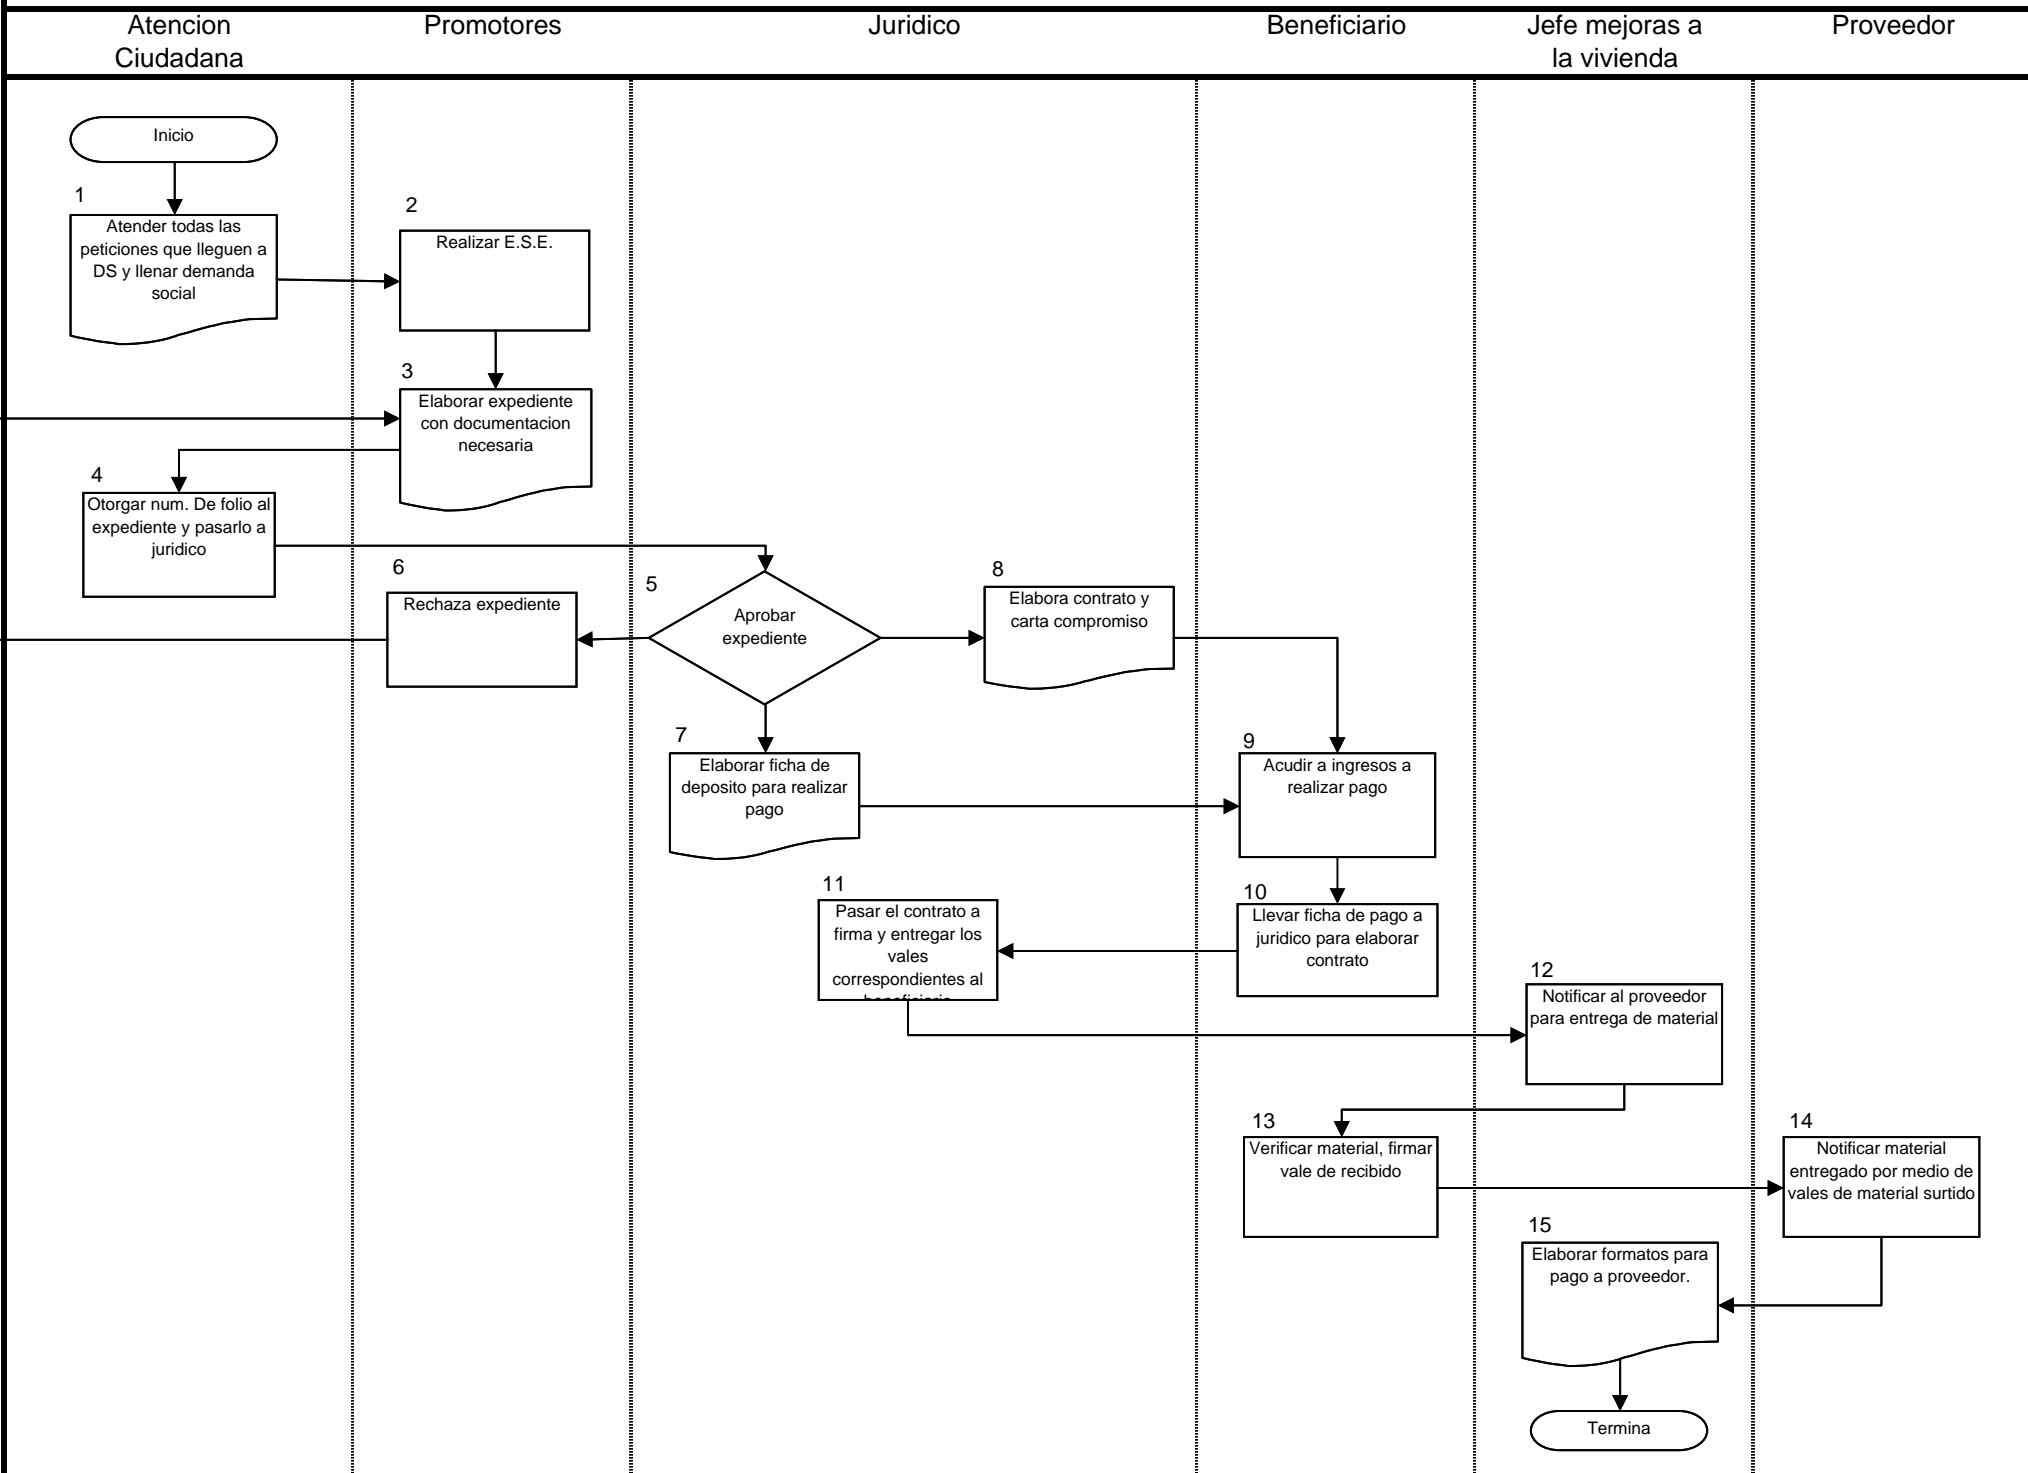 Atencion
Ciudadana
Promotores
Juridico
Beneficiario
Jefe mejoras a
la vivienda
Proveedor
Inicio
1
Atender todas las
peticiones que lleguen a
DS y llenar demanda
social
2
Realizar E.S.E.
3
Elaborar expediente
con documentacion
necesaria
4
Otorgar num. De folio al
expediente y pasarlo a
juridico
5
Aprobar
expediente
6
Rechaza expediente
7
Elaborar ficha de
deposito para realizar
pago
8
Elabora contrato y
carta compromiso
9
Acudir a ingresos a
realizar pago
10
Llevar ficha de pago a
juridico para elaborar
contrato
11
Pasar el contrato a
firma y entregar los
vales
correspondientes al
beneficiario
12
Notificar al proveedor
para entrega de material
13
Verificar material, firmar
vale de recibido
14
Notificar material
entregado por medio de
vales de material surtido
15
Elaborar formatos para
pago a proveedor.
Termina